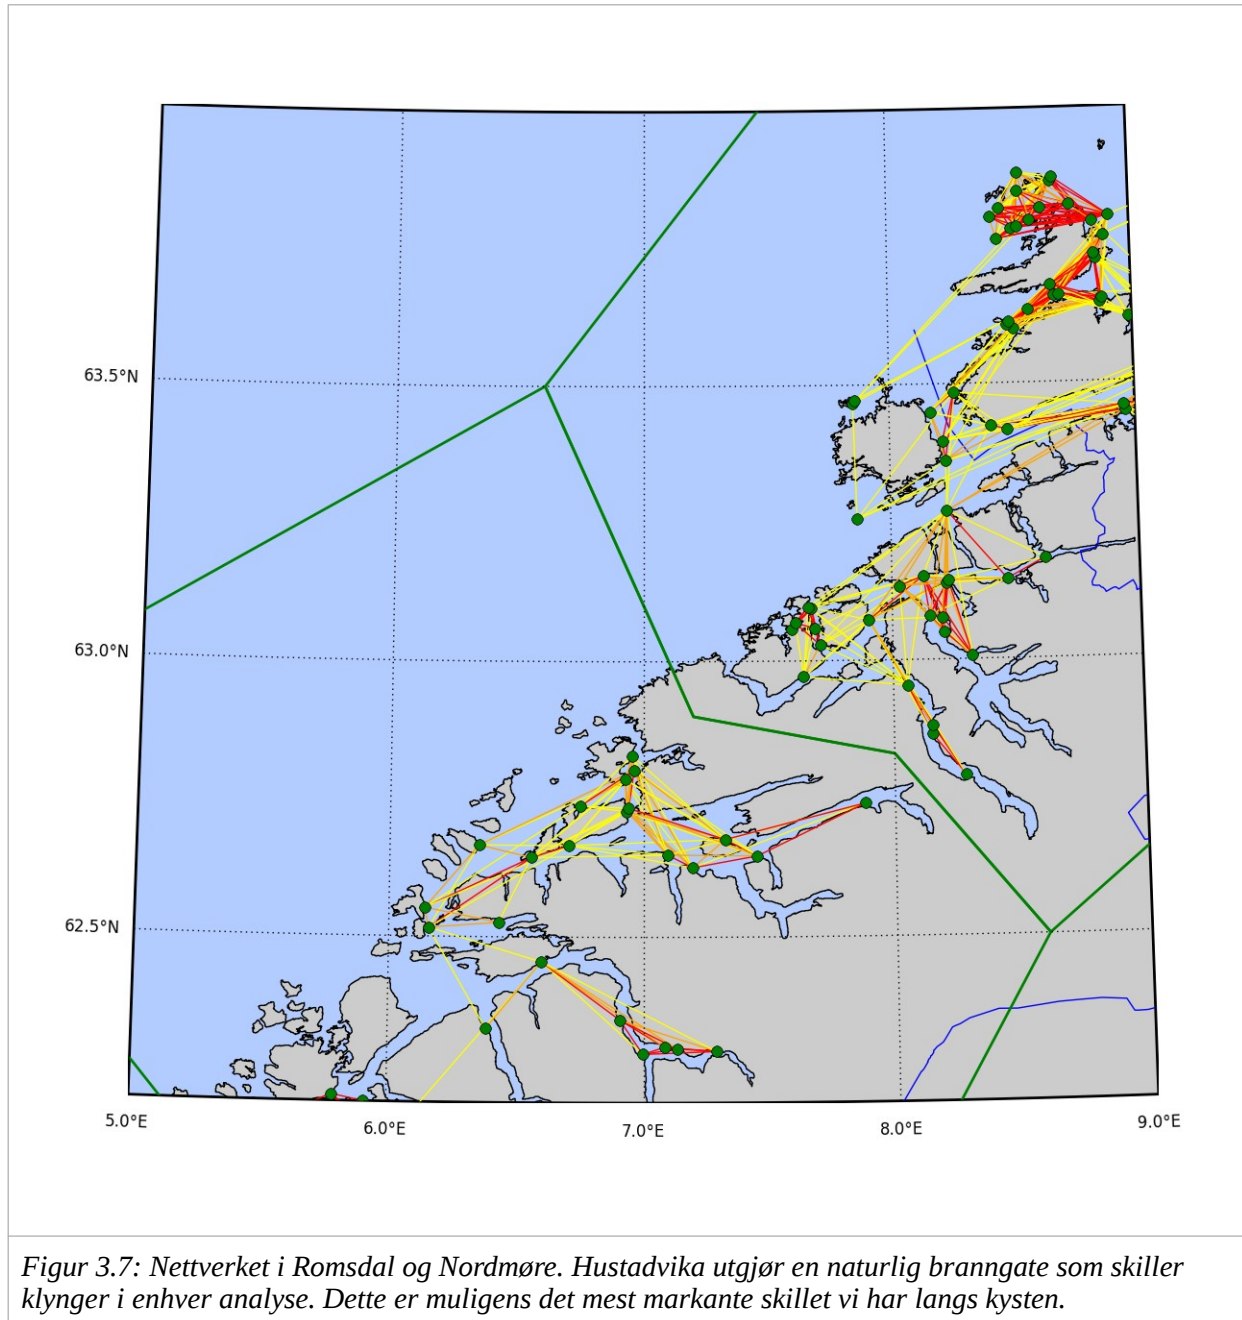 63.5°N
63.0°N
62.5°N
5.0°E
6.0°E
7.0°E
8.0°E
9.0°E
Figur 3.7: Nettverket i Romsdal og Nordmøre. Hustadvika utgjør en naturlig branngate som skiller
klynger i enhver analyse. Dette er muligens det mest markante skillet vi har langs kysten.